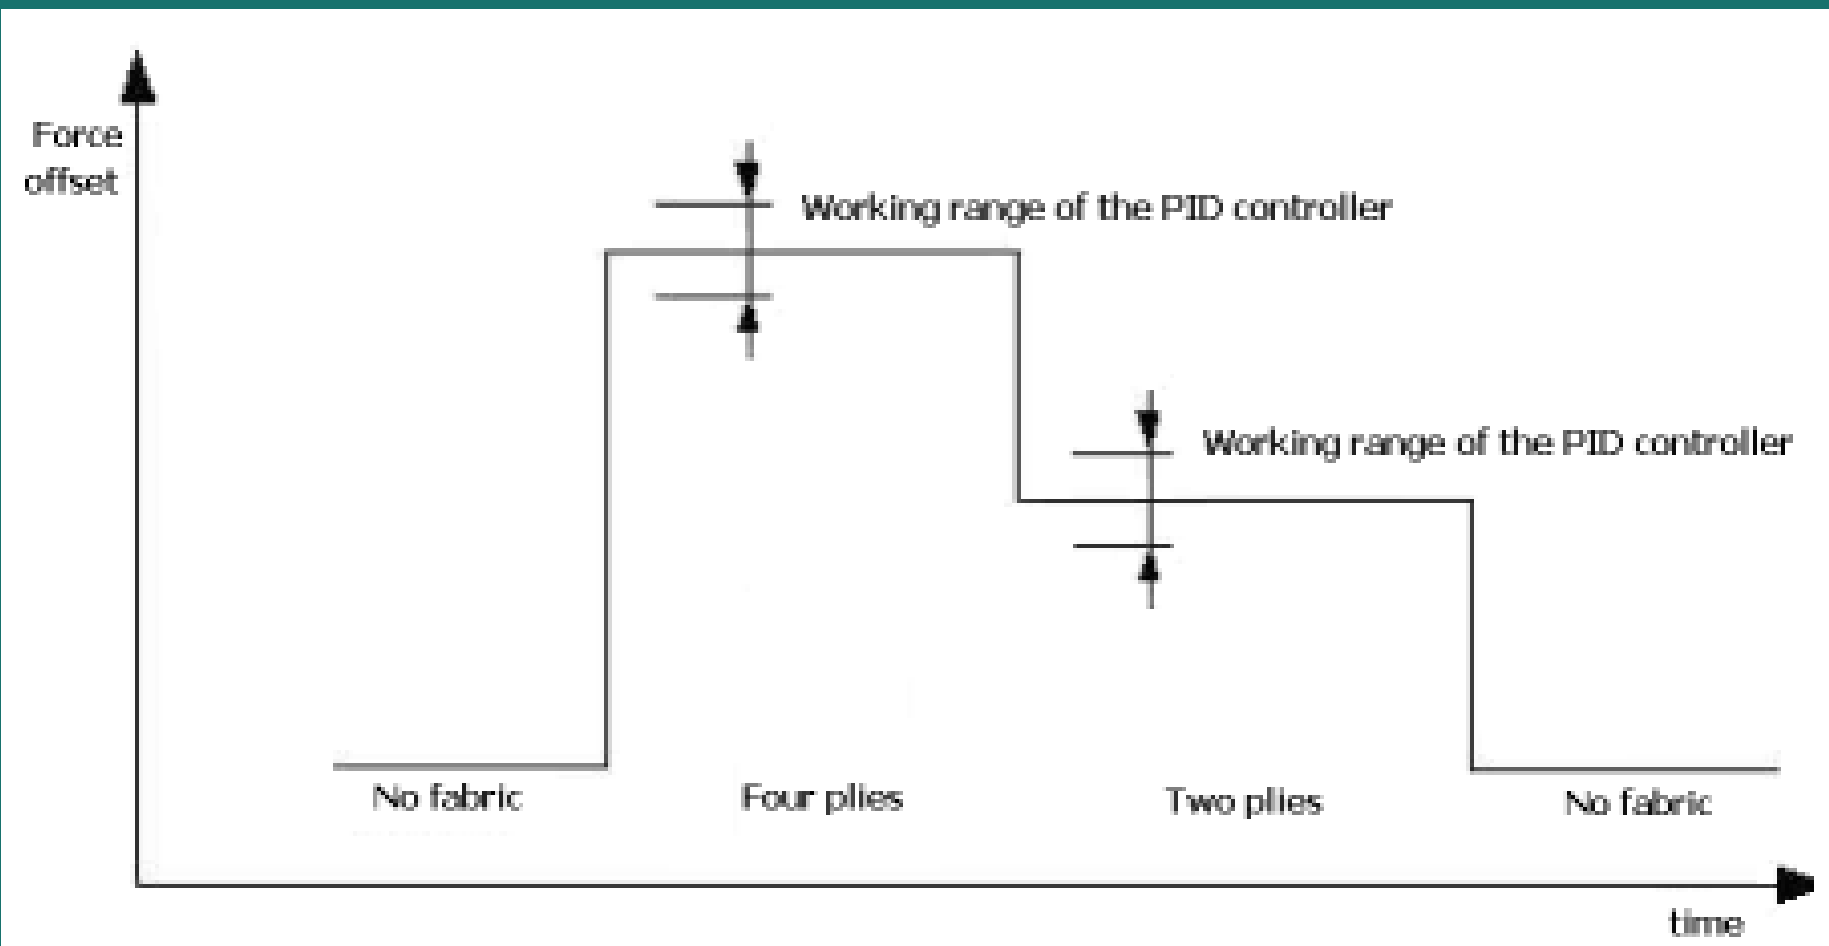 Force
offset
Working range of the PID controller
Working range of the PID controller
No fabric
Four plies
Two plies
No fabric
time